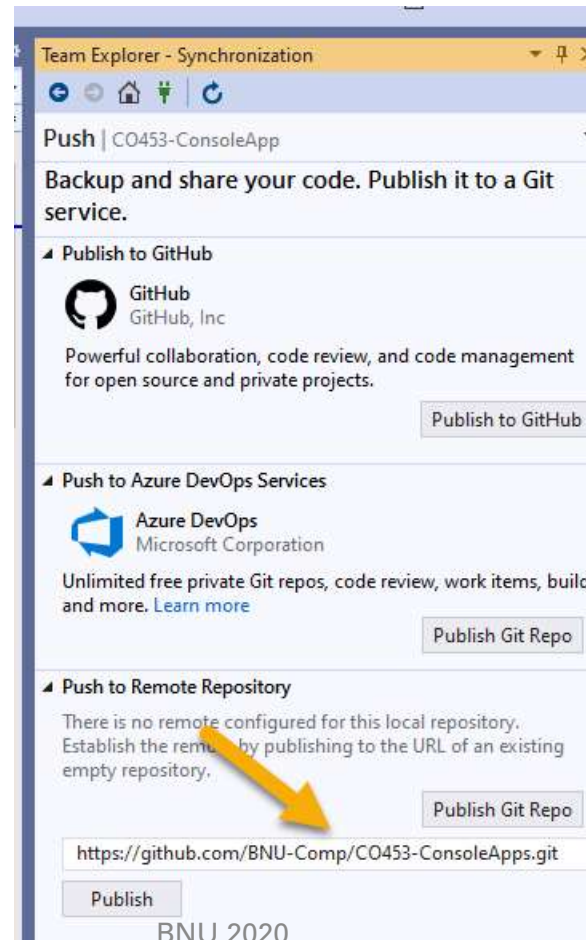 Team Explorer - Synchronization
Push | CO453-ConsoleApp
Backup and share your code. Publish it to a Git
service.
Publish to GitHub
GitHub
GitHub, Inc
Powerful collaboration, code review, and code management
for open source and private projects.
Publish to GitHub
Push to Azure DevOps Services
Azure DevOps
Microsoft Corporation
Unlimited free private Git repos, code review, work items, build
and more. Learn more
Publish Git Repo
Push to Remote Repository
There is no remote configured for this local repository.
Establish the by publishing to the URL of an existing
empty repository.
Publish Git Repo
https://github.com/BNU-Comp/CO453-ConsoleApps.git
Publish
BNU 2020